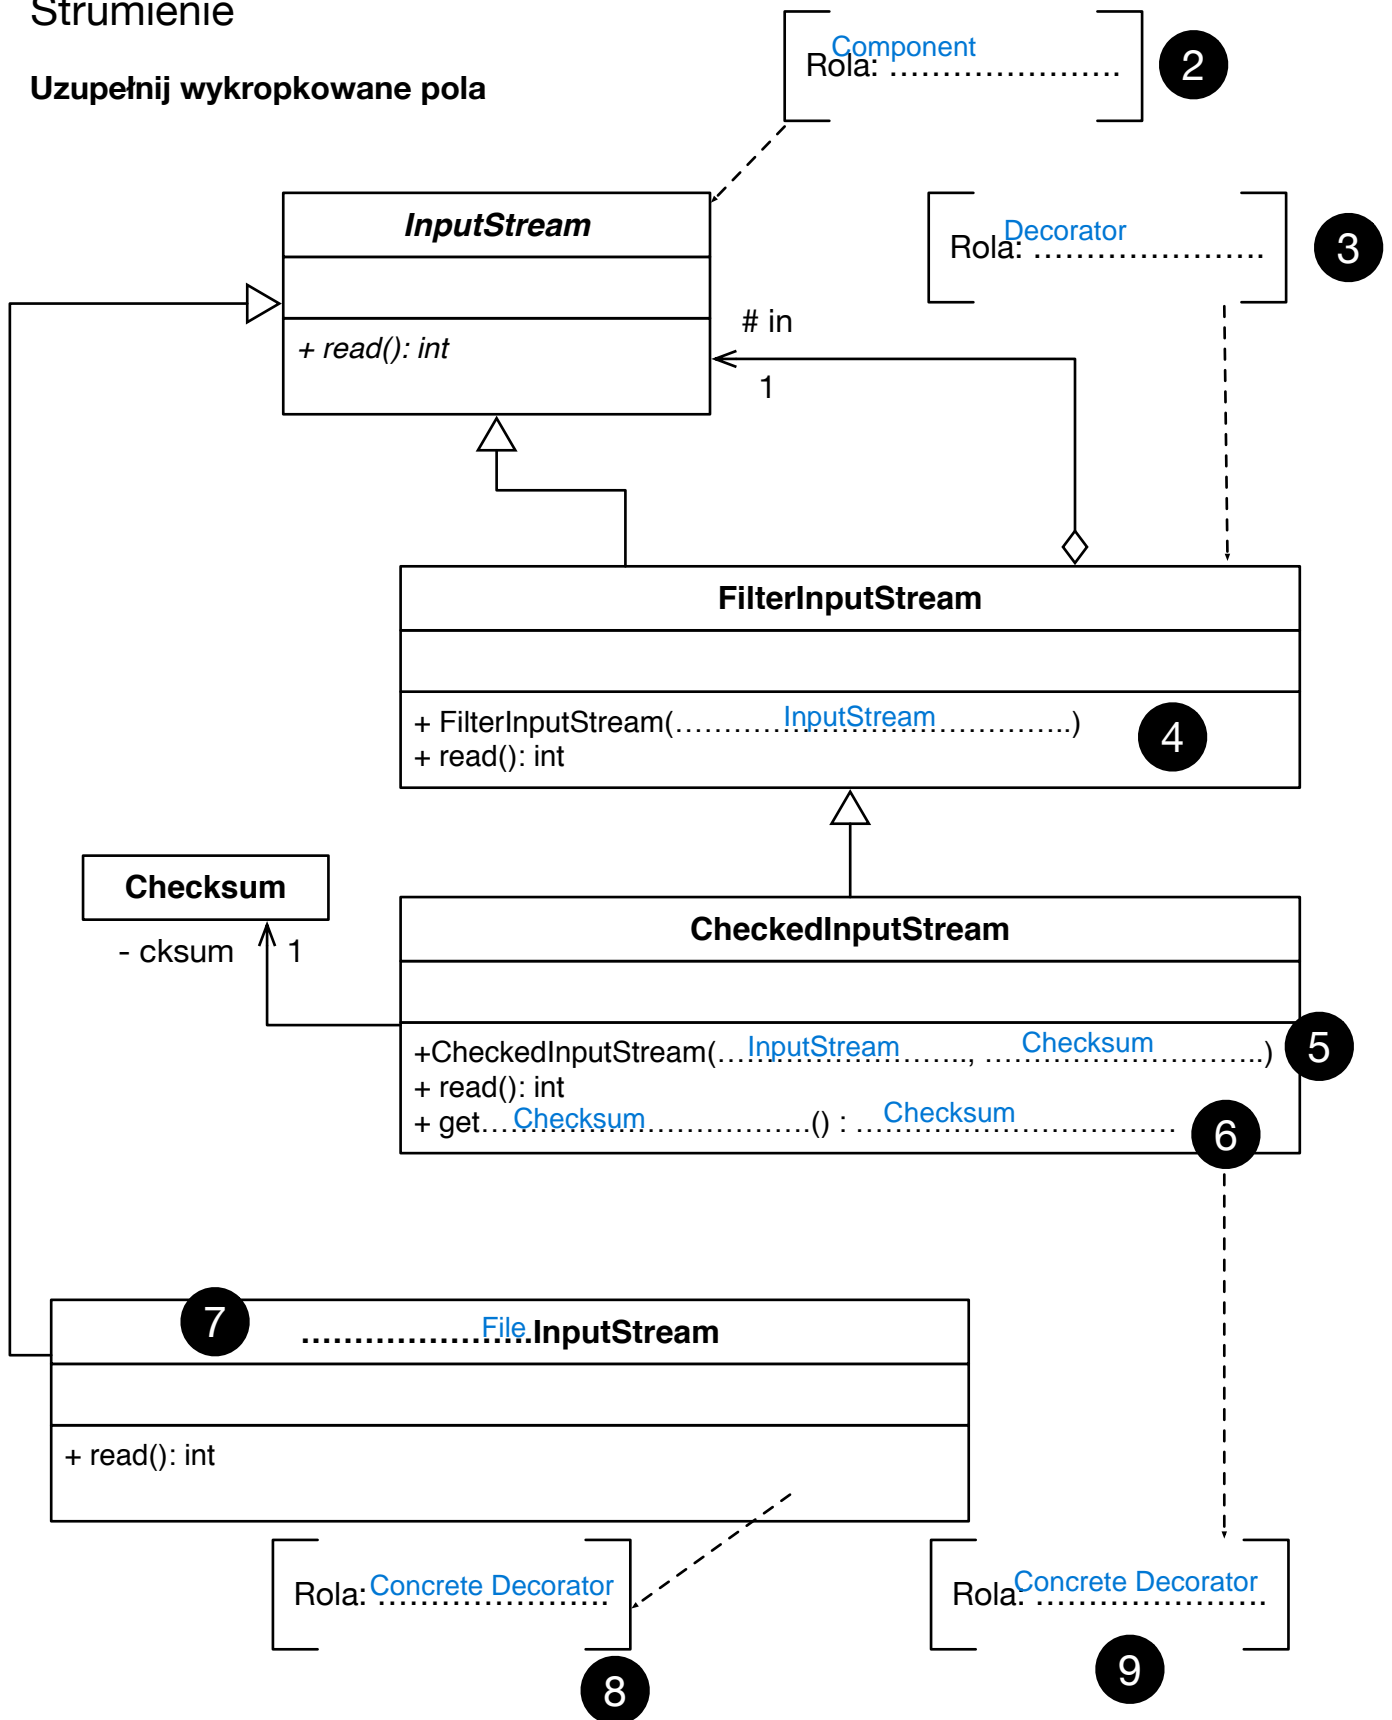 Strumienie
Component
Rola: ……………………
2
Uzupełnij wykropkowane pola
InputStream
Decorator
Rola: ……………………
3
# in
+ read(): int
1
FilterInputStream
+ FilterInputStream(………… InputStream …………………..)
4
+ read(): int
Checksum
- cksum 1
CheckedInputStream
+CheckedInputStream(… InputStream …….., … Checksum …………..)
5
+ read(): int
+ get… Checksum ……………….() : … Checksum ………………
6
7
………………….File.InputStream
+ read(): int
Rola: Concrete Decorator
8
Rola: Concrete Decorator
9